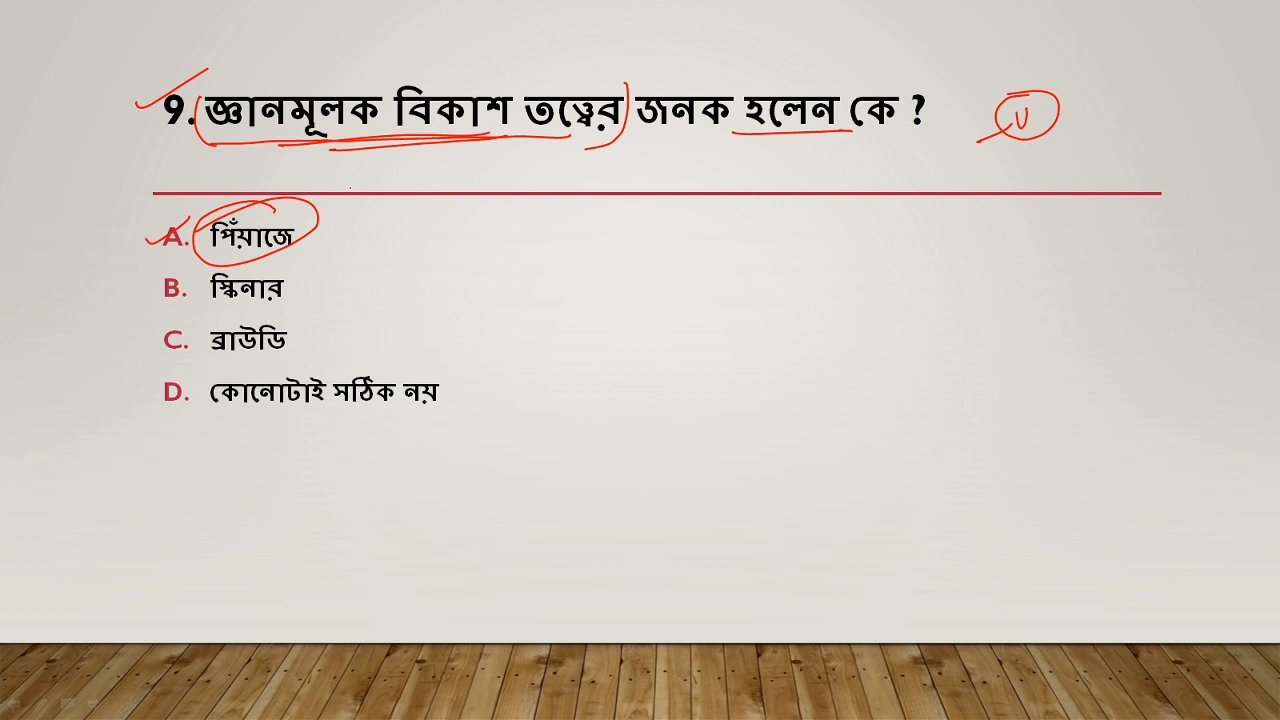 9. জ্ঞানমূলক বিকাশ তত্ত্বের জনক হলেন কে ?
A. পিঁয়াজে
B. স্কিনার
C. ব্রাউডি
D. কোনোটাই সঠিক নয়